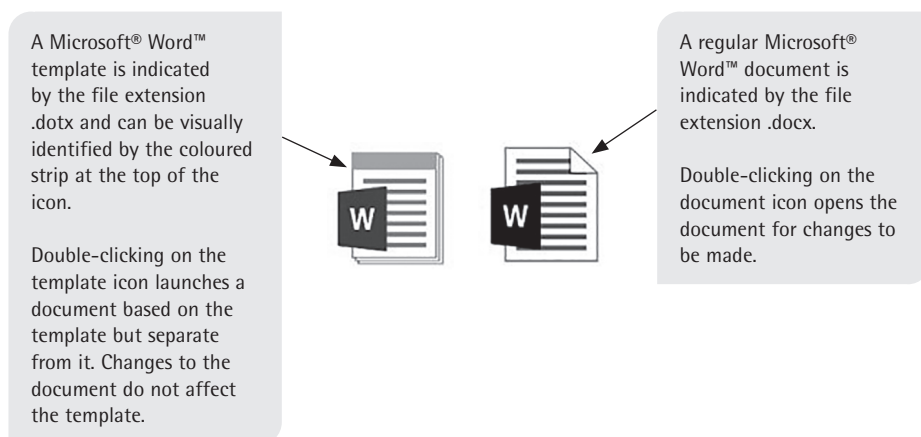 A Microsoft® Word™
template is indicated
by the file extension
.dotx and can be visually
identified by the coloured
strip at the top of the
icon.
Double-clicking on the
template icon launches a
document based on the
template but separate
from it. Changes to the
document do not affect
the template.
W
W
A regular Microsoft®
Word™ document is
indicated by the file
extension .docx.
Double-clicking on the
document icon opens the
document for changes to
be made.